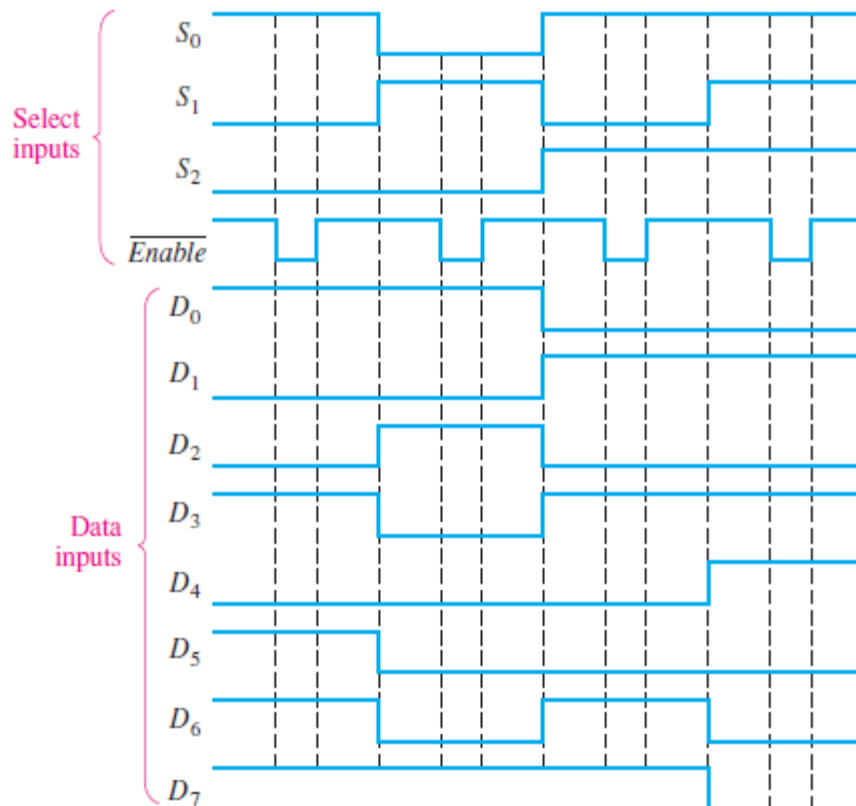 S₀
S₁
Select
inputs
S₂
Enable
D₀
D₁
D₂
D₃
Data
inputs
D₄
D₅
D₆
D₇